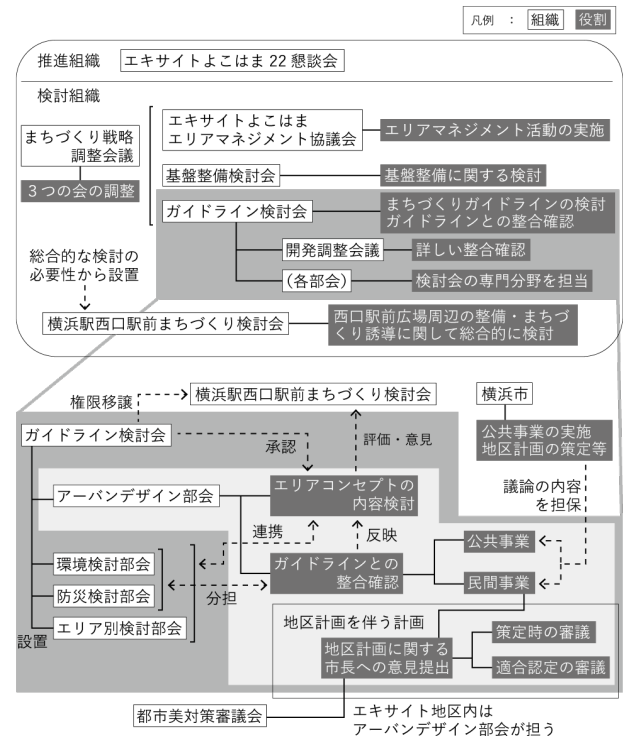 凡例 : 組織 役割
推進組織 エキサイトよこはま 22 懇談会
検討組織
エキサイトよこはま
エリアマネジメント協議会
エリアマネジメント活動の実施
まちづくり戦略
調整会議
3つの会の調整
基盤整備検討会
基盤整備に関する検討
ガイドライン検討会
まちづくりガイドラインの検討
ガイドラインとの整合確認
開発調整会議
詳しい整合確認
(各部会)
検討会の専門分野を担当
総合的な検討の
必要性から設置
横浜駅西口駅前まちづくり検討会
西口駅前広場周辺の整備・まちづ
くり誘導に関して総合的に検討
権限移譲
横浜駅西口駅前まちづくり検討会
横浜市
ガイドライン検討会
承認
評価・意見
公共事業の実施
地区計画の策定等
アーバンデザイン部会
エリアコンセプトの
内容検討
議論の内容
を担保
連携
反映
環境検討部会
ガイドラインとの
整合確認
公共事業
防災検討部会
分担
民間事業
エリア別検討部会
設置
地区計画を伴う計画
地区計画に関する
市長への意見提出
策定時の審議
適合認定の審議
都市美対策審議会
エキサイト地区内は
アーバンデザイン部会が担う